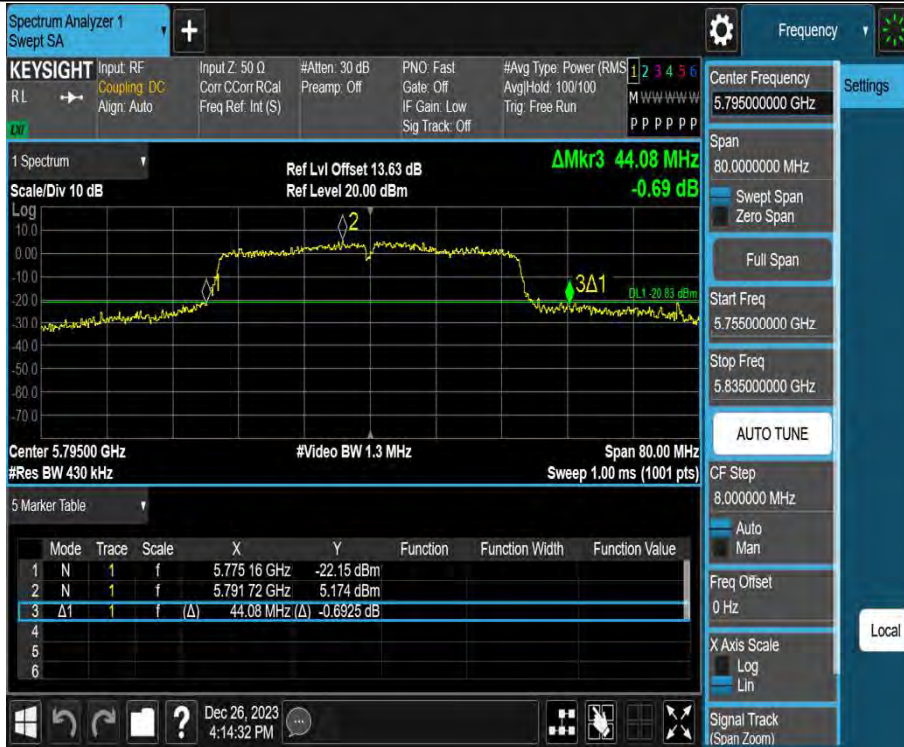 Spectrum Analyzer 1
Swept SA
+
Frequency
KEYSIGHT
RL
LXI
Input: RF
Coupling: DC
Align: Auto
Input Z: 50 Ω
Corr CCorr RCal
Freq Ref: Int (S)
#Atten: 30 dB
Preamp: Off
PNO: Fast
Gate: Off
IF Gain: Low
Sig Track: Off
#Avg Type: Power (RMS
Avg|Hold: 100/100
Trig: Free Run
1 2 3 4 5 6
M W W W W W
P P P P P P
1 Spectrum
Scale/Div 10 dB
Ref Lvl Offset 13.63 dB
Ref Level 20.00 dBm
ΔMkr3 44.08 MHz
-0.69 dB
Log
10.0
0.00
-10.0
-20.0
-30.0
-40.0
-50.0
-60.0
-70.0
1
2
3Δ1
DL1 -20.83 dBm
Center 5.79500 GHz
#Res BW 430 kHz
#Video BW 1.3 MHz
Span 80.00 MHz
Sweep 1.00 ms (1001 pts)
5 Marker Table
Mode Trace Scale X Y Function Function Width Function Value
1 N 1 f 5.775 16 GHz -22.15 dBm
2 N 1 f 5.791 72 GHz 5.174 dBm
3 Δ1 1 f (Δ) 44.08 MHz (Δ) -0.6925 dB
4
5
6
?
Dec 26, 2023
4:14:32 PM
Center Frequency
5.795000000 GHz
Settings
Span
80.0000000 MHz
Swept Span
Zero Span
Full Span
Start Freq
5.755000000 GHz
Stop Freq
5.835000000 GHz
AUTO TUNE
CF Step
8.000000 MHz
Auto
Man
Freq Offset
0 Hz
Local
X Axis Scale
Log
Lin
Signal Track
(Span Zoom)